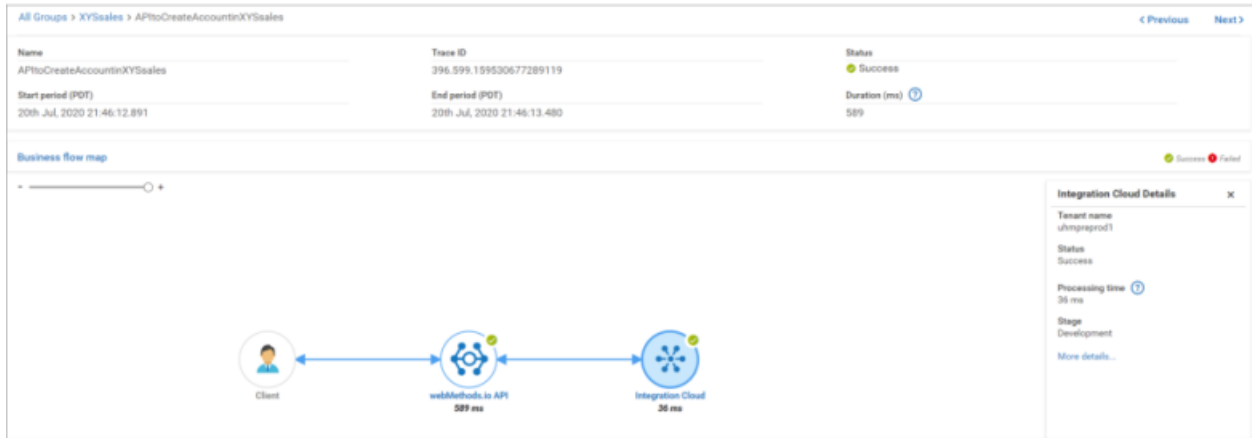 All Groups > XYSsales > APItoCreateAccountinXYSsales
< Previous Next >
Name Trace ID Status
APItoCreateAccountinXYSsales 396.599.159530677289119 Success
Start period (PDT) End period (PDT) Duration (ms) ?
20th Jul, 2020 21:46:12.891 20th Jul, 2020 21:46:13.480 589
Business flow map
Success Failed
- +
Integration Cloud Details x
Tenant name
uhmpreprod1
Status
Success
Processing time ?
36 ms
Stage
Development
More details...
Client
webMethods.io API
589 ms
Integration Cloud
36 ms